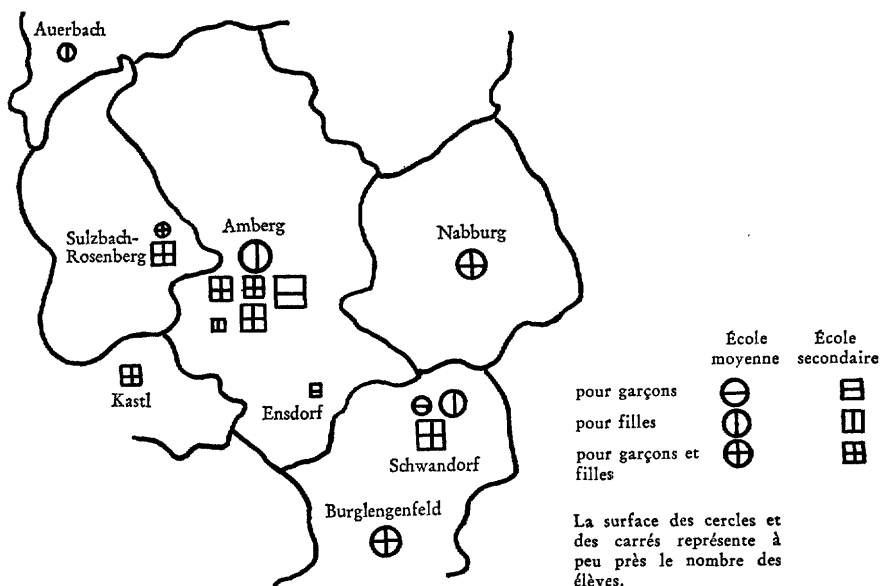 Auerbach
Sulzbach-
Rosenberg
Amberg
Nabburg
Kastl
Ensdorf
Schwandorf
Burglengenfeld
École
moyenne
École
secondaire
pour garçons
pour filles
pour garçons et
filles
La surface des cercles et
des carrés représente à
peu près le nombre des
élèves.